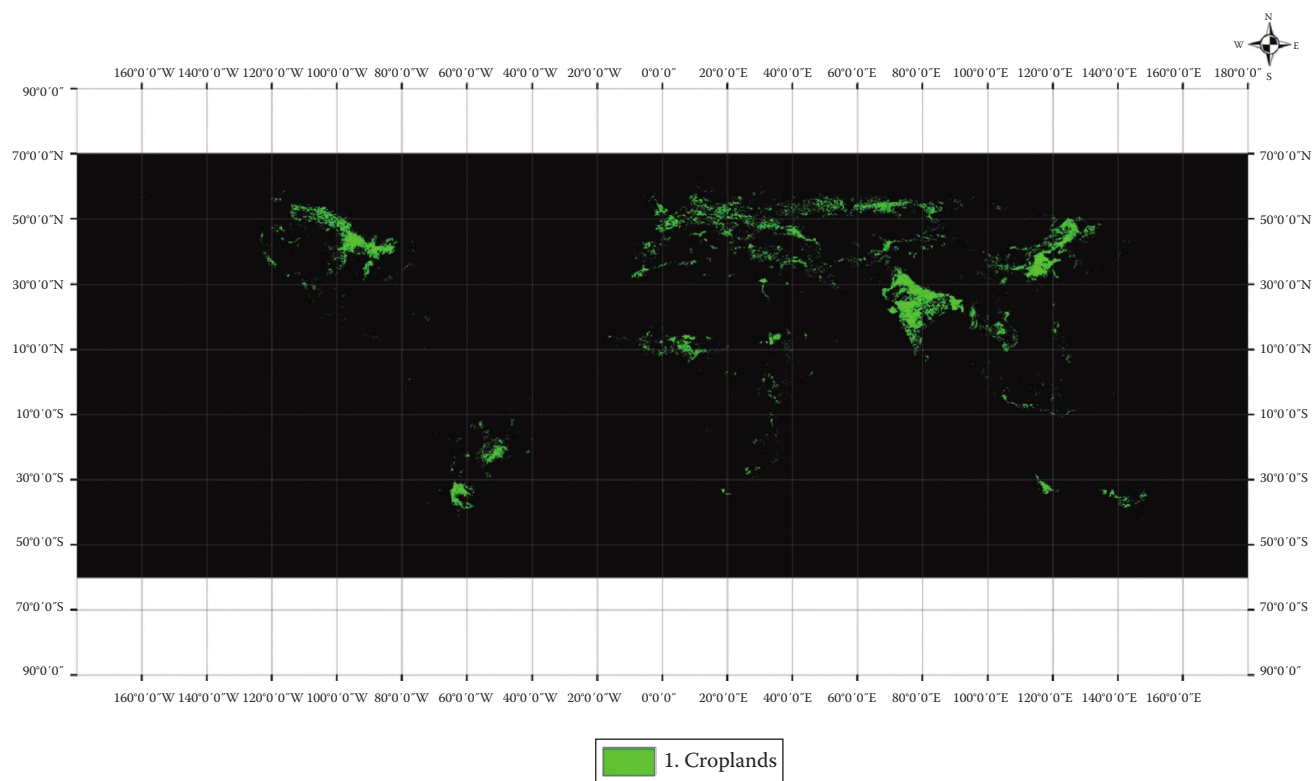 N
W E
S
160°0′0″W 140°0′0″W 120°0′0″W 100°0′0″W 80°0′0″W 60°0′0″W 40°0′0″W 20°0′0″W 0°0′0″ 20°0′0″E 40°0′0″E 60°0′0″E 80°0′0″E 100°0′0″E 120°0′0″E 140°0′0″E 180°0′0″
90°0′0″ 90°0′0″
70°0′0″N 70°0′0″N
50°0′0″N 50°0′0″N
30°0′0″N 30°0′0″N
10°0′0″N 10°0′0″N
10°0′0″S 10°0′0″S
30°0′0″S 30°0′0″S
50°0′0″S 50°0′0″S
70°0′0″S 70°0′0″S
90°0′0″ 90°0′0″
160°0′0″W 140°0′0″W 120°0′0″W 100°0′0″W 80°0′0″W 60°0′0″W 40°0′0″W 20°0′0″W 0°0′0″ 20°0′0″E 40°0′0″E 60°0′0″E 80°0′0″E 100°0′0″E 120°0′0″E 140°0′0″E 160°0′0″E
1. Croplands